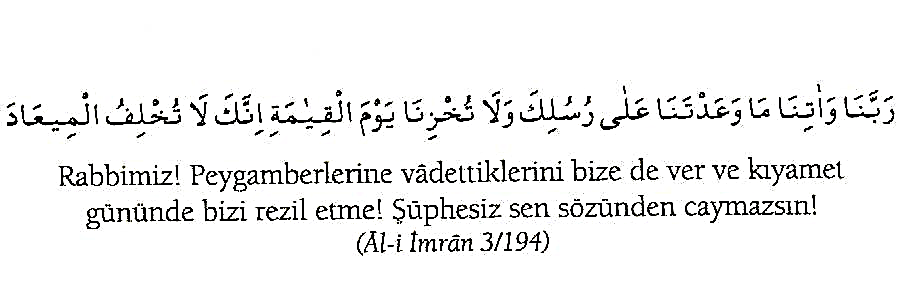 رَبَّنَا وَاٰتِنَا مَا وَعَدْتَنَا عَلٰى رُسُلِكَ وَلَا تُخْزِنَا يَوْمَ الْقِيٰمَةِ اِنَّكَ لَا تُخْلِفُ الْمِيعَادَ
Rabbimiz! Peygamberlerine vâdettiklerini bize de ver ve kıyamet
gününde bizi rezil etme! Şüphesiz sen sözünden caymazsın!
(Âl-i İmrân 3/194)